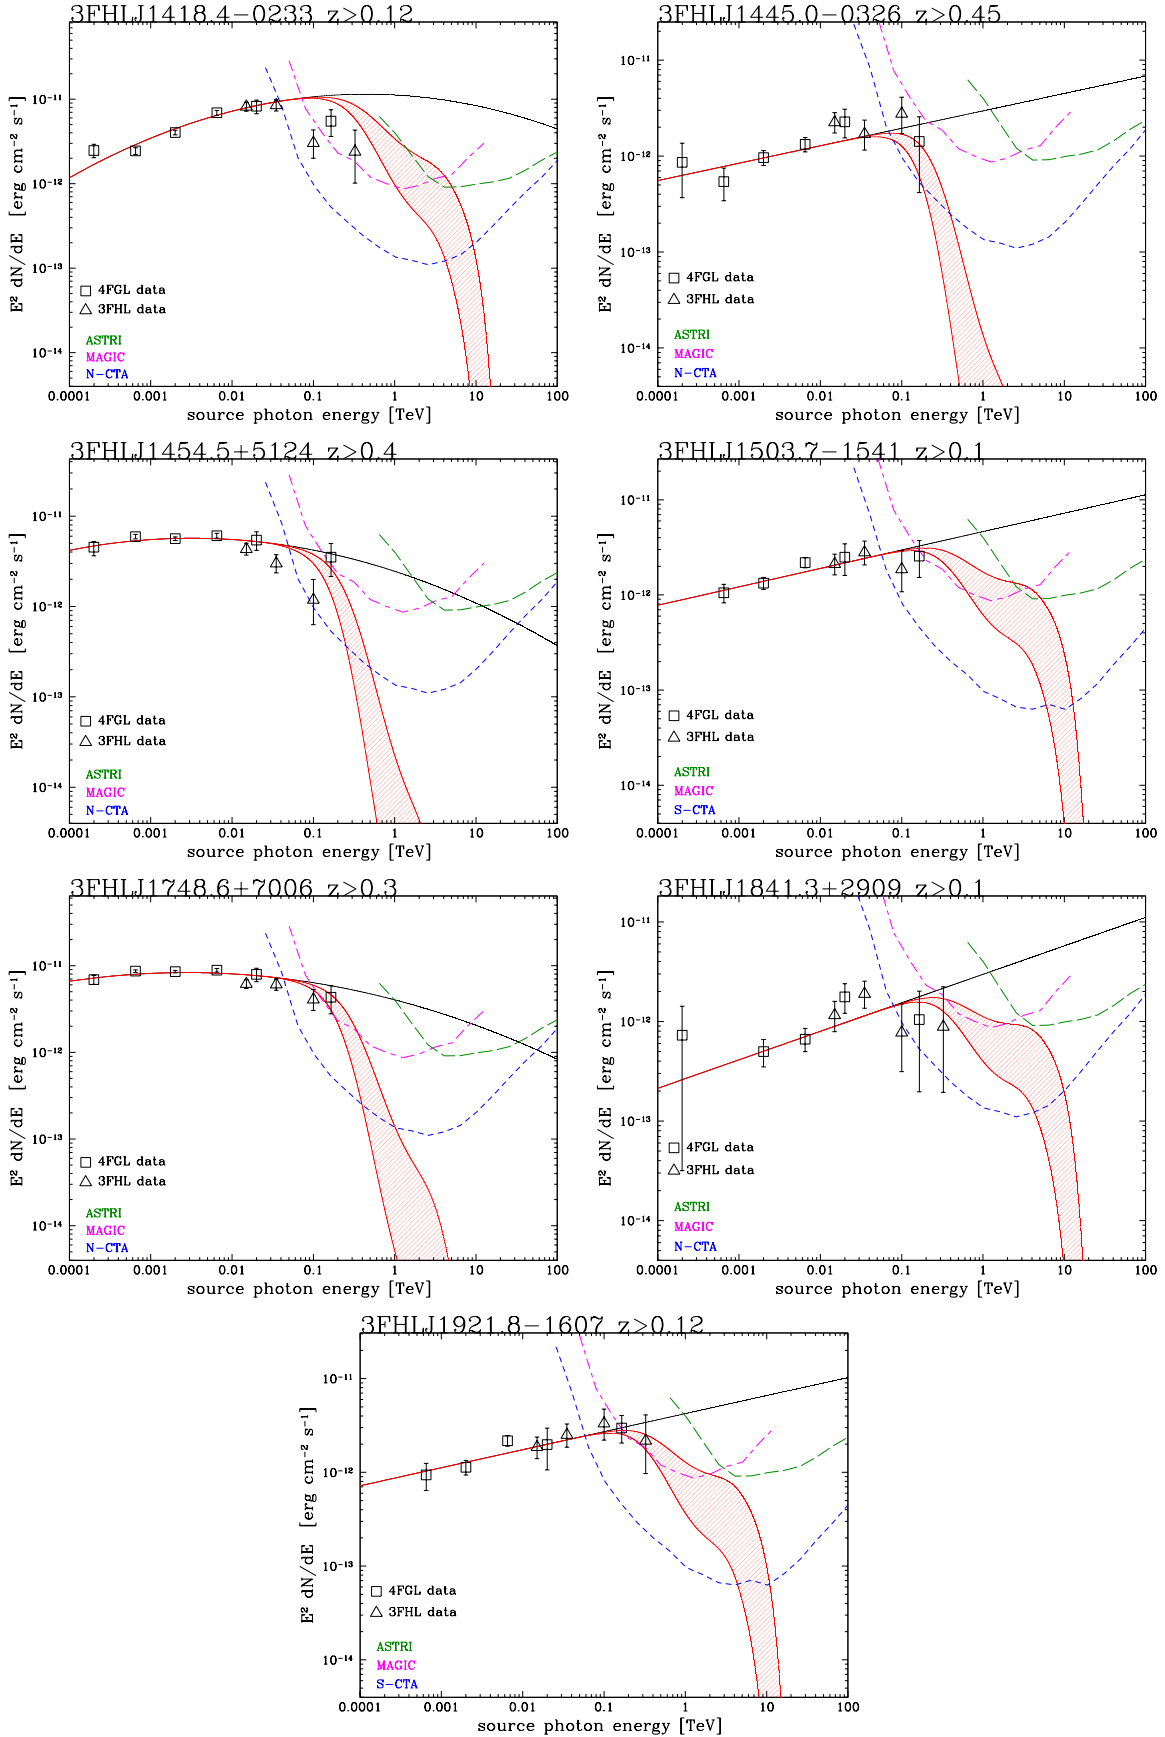 3FHLJ1418.4−0233 z>0.12
E² dN/dE [erg cm⁻² s⁻¹]
10⁻¹¹
10⁻¹²
10⁻¹³
10⁻¹⁴
4FGL data
3FHL data
ASTRI
MAGIC
N−CTA
0.0001 0.001 0.01 0.1 1 10 100
source photon energy [TeV]
3FHLJ1445.0−0326 z>0.45
E² dN/dE [erg cm⁻² s⁻¹]
10⁻¹¹
10⁻¹²
10⁻¹³
10⁻¹⁴
4FGL data
3FHL data
ASTRI
MAGIC
N−CTA
0.0001 0.001 0.01 0.1 1 10 100
source photon energy [TeV]
3FHLJ1454.5+5124 z>0.4
E² dN/dE [erg cm⁻² s⁻¹]
10⁻¹¹
10⁻¹²
10⁻¹³
10⁻¹⁴
4FGL data
3FHL data
ASTRI
MAGIC
N−CTA
0.0001 0.001 0.01 0.1 1 10 100
source photon energy [TeV]
3FHLJ1503.7−1541 z>0.1
E² dN/dE [erg cm⁻² s⁻¹]
10⁻¹¹
10⁻¹²
10⁻¹³
10⁻¹⁴
4FGL data
3FHL data
ASTRI
MAGIC
S−CTA
0.0001 0.001 0.01 0.1 1 10 100
source photon energy [TeV]
3FHLJ1748.6+7006 z>0.3
E² dN/dE [erg cm⁻² s⁻¹]
10⁻¹¹
10⁻¹²
10⁻¹³
10⁻¹⁴
4FGL data
3FHL data
ASTRI
MAGIC
N−CTA
0.0001 0.001 0.01 0.1 1 10 100
source photon energy [TeV]
3FHLJ1841.3+2909 z>0.1
E² dN/dE [erg cm⁻² s⁻¹]
10⁻¹¹
10⁻¹²
10⁻¹³
10⁻¹⁴
4FGL data
3FHL data
ASTRI
MAGIC
N−CTA
0.0001 0.001 0.01 0.1 1 10 100
source photon energy [TeV]
3FHLJ1921.8−1607 z>0.12
E² dN/dE [erg cm⁻² s⁻¹]
10⁻¹¹
10⁻¹²
10⁻¹³
10⁻¹⁴
4FGL data
3FHL data
ASTRI
MAGIC
S−CTA
0.0001 0.001 0.01 0.1 1 10 100
source photon energy [TeV]